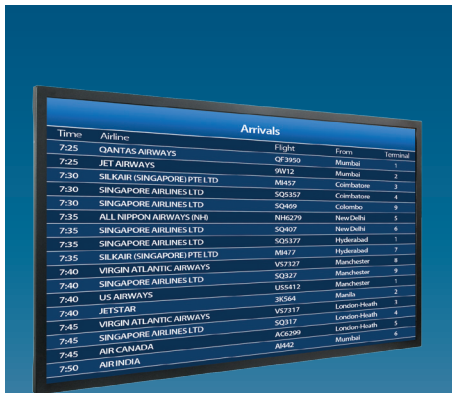 Arrivals
Time Airline Flight From Terminal
7:25 QANTAS AIRWAYS QF3950 Mumbai 1
7:25 JET AIRWAYS 9W12 Mumbai 2
7:30 SILKAIR (SINGAPORE) PTE LTD MI457 Coimbatore 3
7:30 SINGAPORE AIRLINES LTD SQ5357 Coimbatore 4
7:30 SINGAPORE AIRLINES LTD SQ469 Colombo 9
7:35 ALL NIPPON AIRWAYS (NH) NH6279 New Delhi 5
7:35 SINGAPORE AIRLINES LTD SQ407 New Delhi 6
7:35 SINGAPORE AIRLINES LTD SQ5377 Hyderabad 1
7:35 SILKAIR (SINGAPORE) PTE LTD MI477 Hyderabad 7
7:40 VIRGIN ATLANTIC AIRWAYS VS7327 Manchester 8
7:40 SINGAPORE AIRLINES LTD SQ327 Manchester 9
7:40 US AIRWAYS US5412 Manchester 1
7:40 JETSTAR 3K564 Manila 2
7:45 VIRGIN ATLANTIC AIRWAYS VS7317 London-Heath 3
7:45 SINGAPORE AIRLINES LTD SQ317 London-Heath 4
7:45 AIR CANADA AC6299 London-Heath 5
7:50 AIR INDIA AI442 Mumbai 6